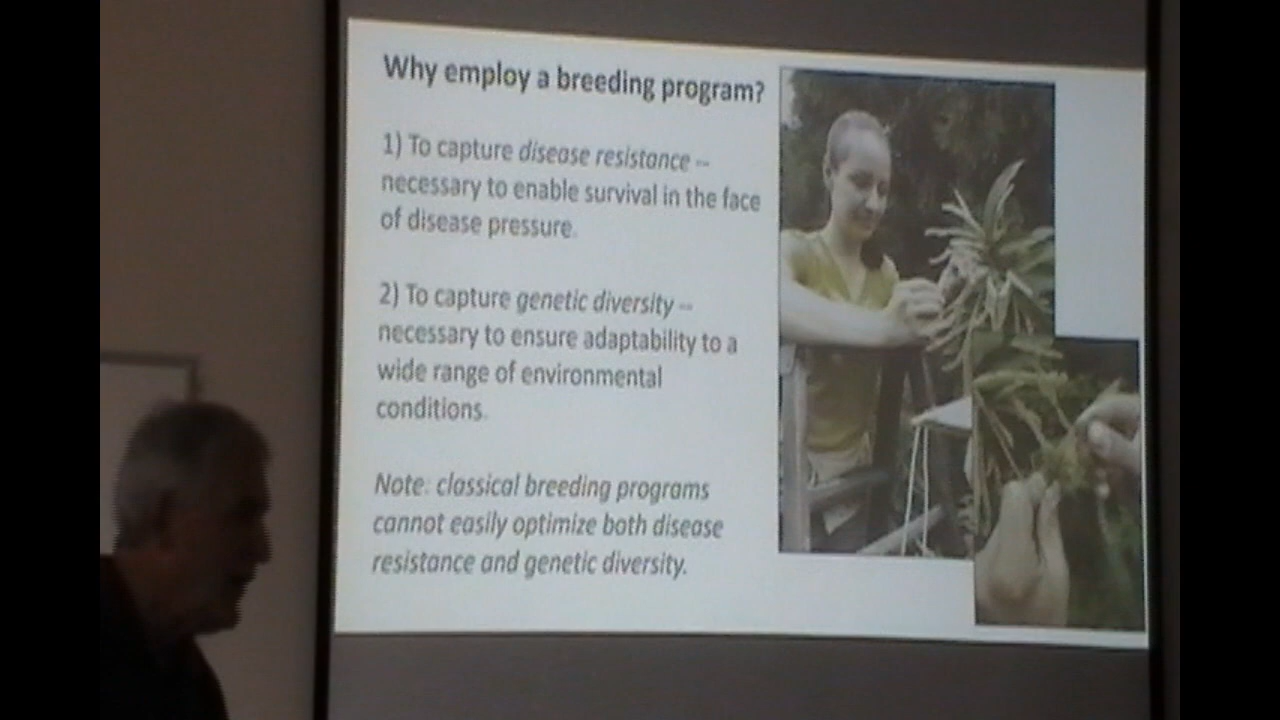 Why employ a breeding program?
1) To capture disease resistance --
necessary to enable survival in the face
of disease pressure.
2) To capture genetic diversity --
necessary to ensure adaptability to a
wide range of environmental
conditions.
Note: classical breeding programs
cannot easily optimize both disease
resistance and genetic diversity.